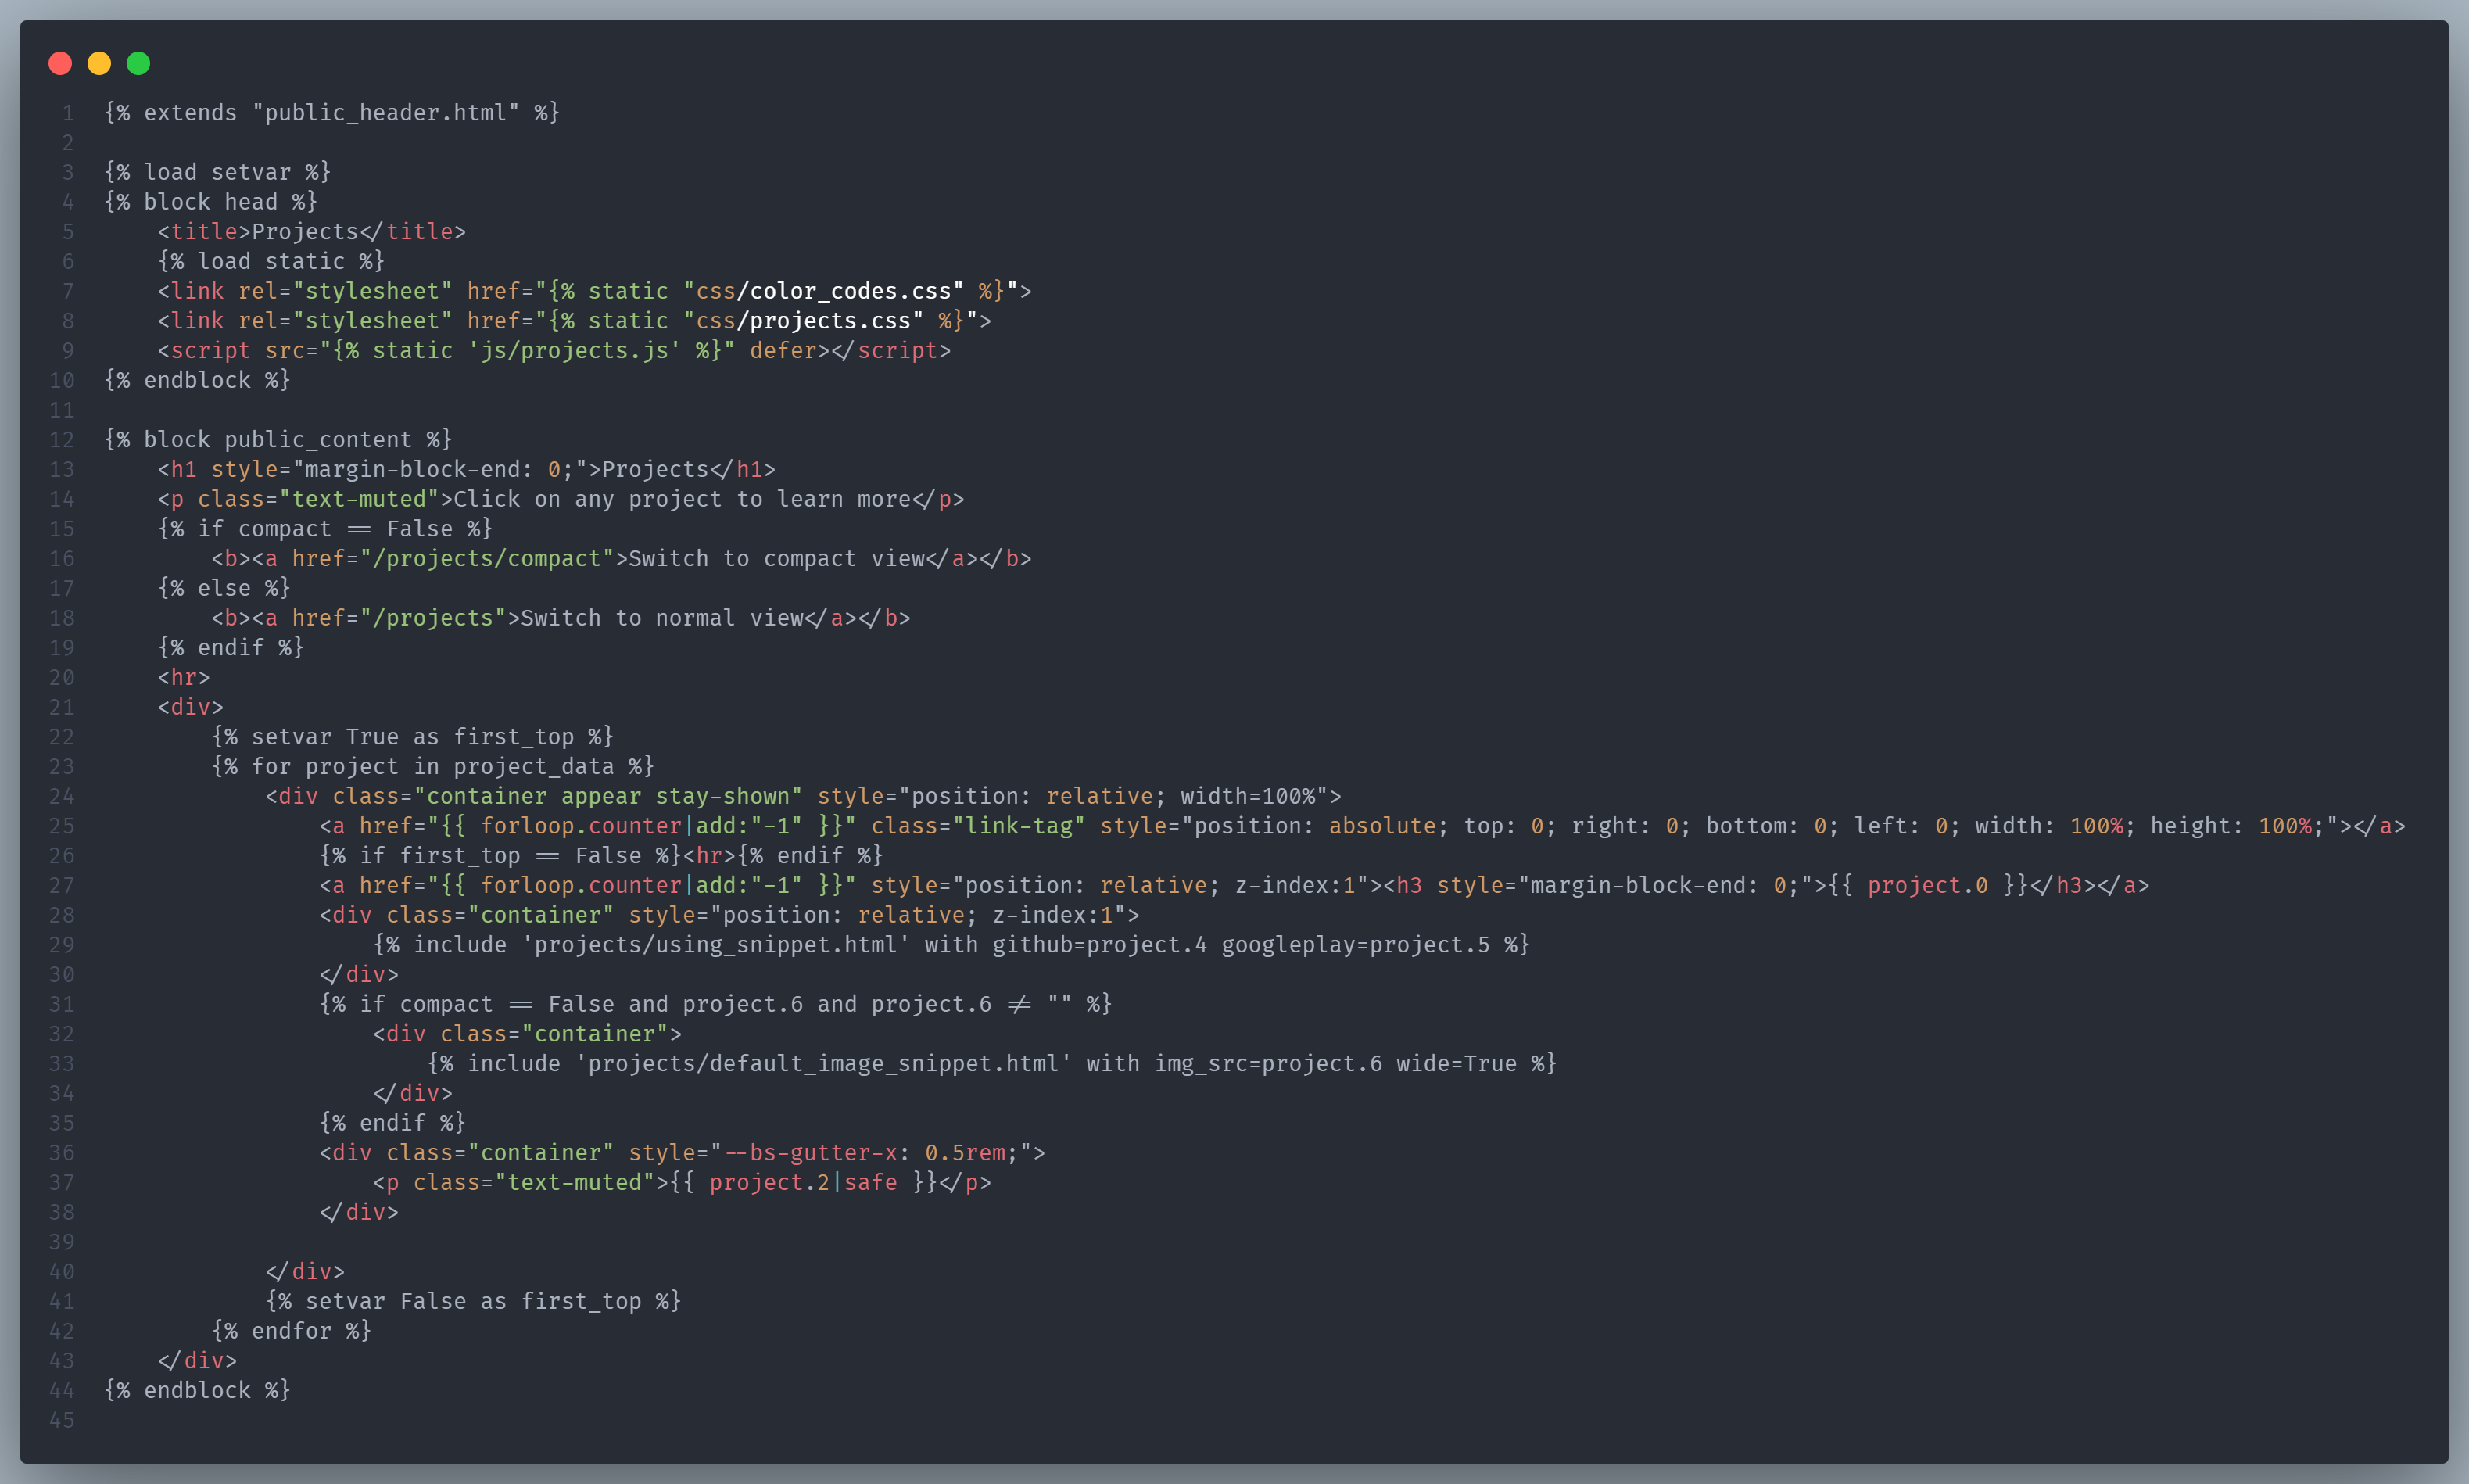 1 {% extends "public_header.html" %}
2
3 {% load setvar %}
4 {% block head %}
5     <title>Projects</title>
6     {% load static %}
7     <link rel="stylesheet" href="{% static "css/color_codes.css" %}">
8     <link rel="stylesheet" href="{% static "css/projects.css" %}">
9     <script src="{% static 'js/projects.js' %}" defer></script>
10 {% endblock %}
11
12 {% block public_content %}
13     <h1 style="margin-block-end: 0;">Projects</h1>
14     <p class="text-muted">Click on any project to learn more</p>
15     {% if compact == False %}
16         <b><a href="/projects/compact">Switch to compact view</a></b>
17     {% else %}
18         <b><a href="/projects">Switch to normal view</a></b>
19     {% endif %}
20     <hr>
21     <div>
22         {% setvar True as first_top %}
23         {% for project in project_data %}
24             <div class="container appear stay-shown" style="position: relative; width=100%">
25                 <a href="{{ forloop.counter|add:"-1" }}" class="link-tag" style="position: absolute; top: 0; right: 0; bottom: 0; left: 0; width: 100%; height: 100%;"></a>
26                 {% if first_top == False %}<hr>{% endif %}
27                 <a href="{{ forloop.counter|add:"-1" }}" style="position: relative; z-index:1"><h3 style="margin-block-end: 0;">{{ project.0 }}</h3></a>
28                 <div class="container" style="position: relative; z-index:1">
29                     {% include 'projects/using_snippet.html' with github=project.4 googleplay=project.5 %}
30                 </div>
31                 {% if compact == False and project.6 and project.6 != "" %}
32                     <div class="container">
33                         {% include 'projects/default_image_snippet.html' with img_src=project.6 wide=True %}
34                     </div>
35                 {% endif %}
36                 <div class="container" style="--bs-gutter-x: 0.5rem;">
37                     <p class="text-muted">{{ project.2|safe }}</p>
38                 </div>
39
40             </div>
41             {% setvar False as first_top %}
42         {% endfor %}
43     </div>
44 {% endblock %}
45